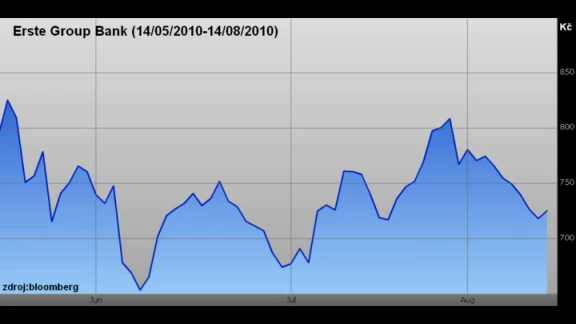 Erste Group Bank (14/05/2010-14/08/2010)
Kč
850
800
750
700
zdroj:bloomberg
Jun
Jul
Aug